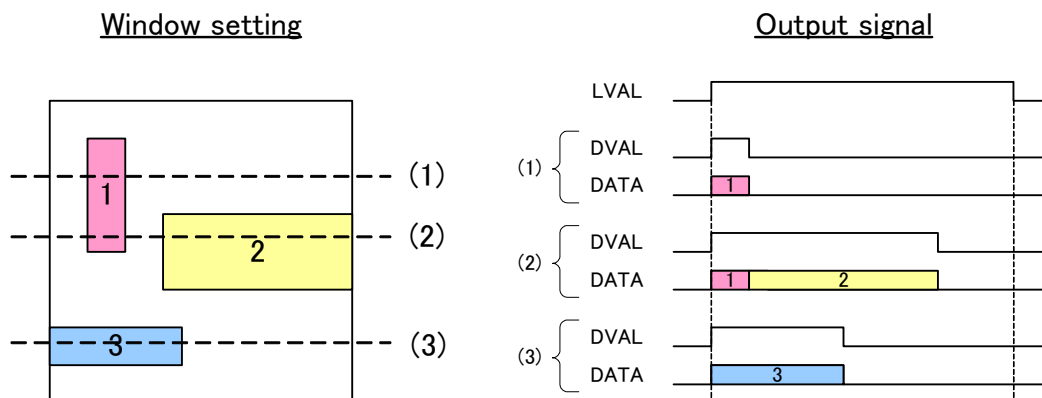 Window setting
1
(1)
2
(2)
3
(3)
Output signal
LVAL
(1)
DVAL
DATA
1
(2)
DVAL
DATA
1
2
(3)
DVAL
DATA
3